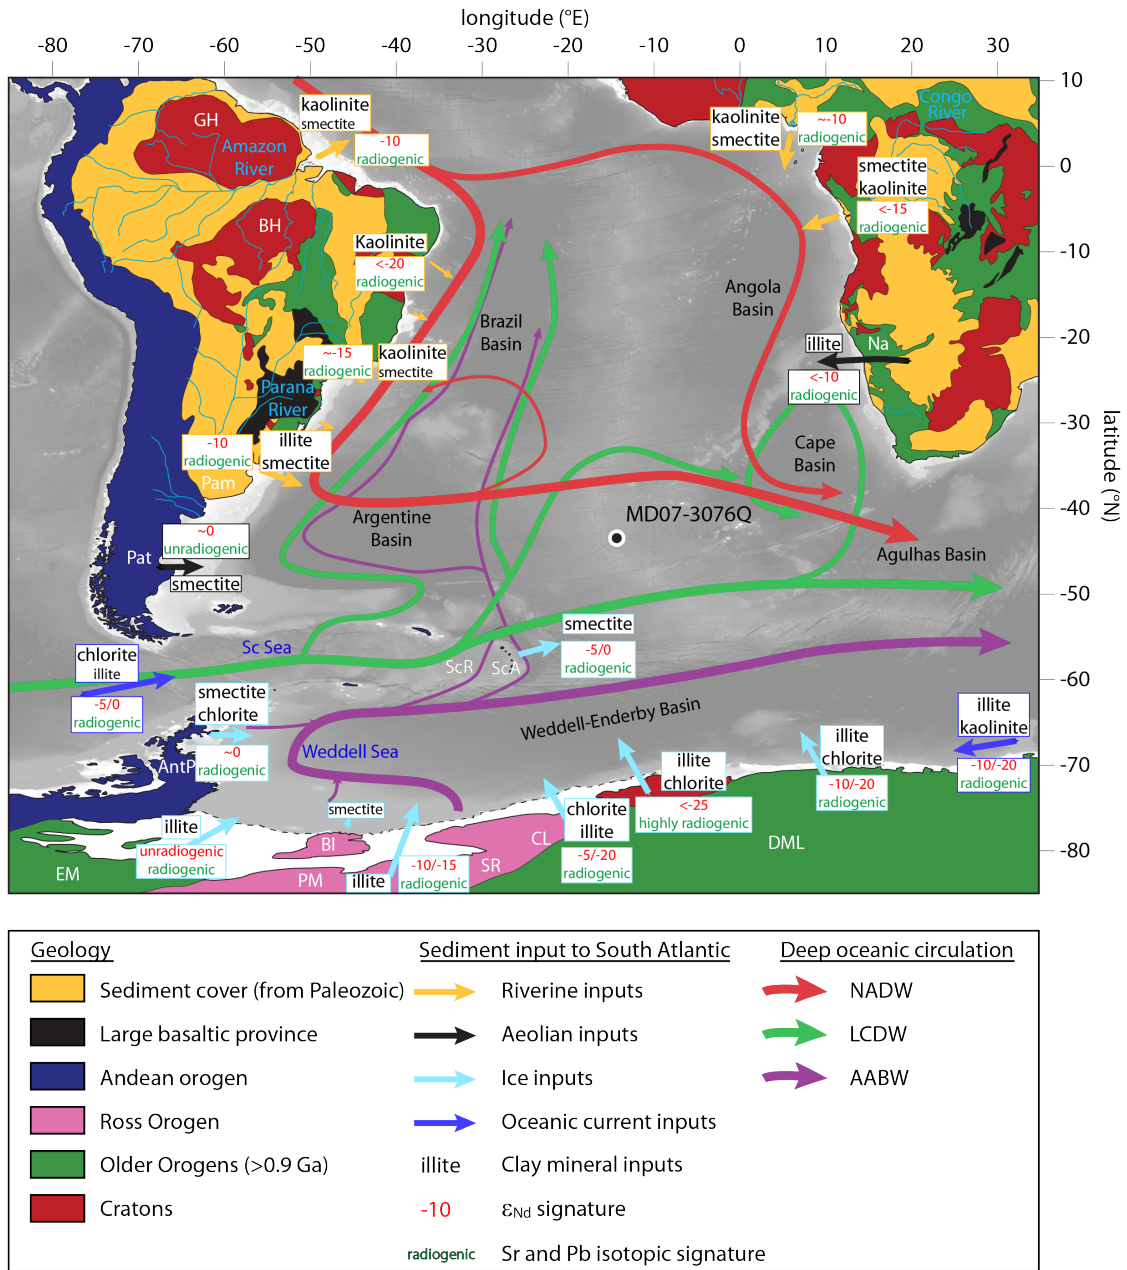 longitude (°E)
-80 -70 -60 -50 -40 -30 -20 -10 0 10 20 30
10
0
-10
-20
-30
-40
-50
-60
-70
-80
latitude (°N)
GH
Amazon
River
kaolinite
smectite
-10
radiogenic
BH
Kaolinite
<-20
radiogenic
kaolinite
smectite
~-10
radiogenic
Congo
River
smectite
kaolinite
<-15
radiogenic
Angola
Basin
Brazil
Basin
~-15
radiogenic
kaolinite
smectite
Parana
River
illite
Na
<-10
radiogenic
-10
radiogenic
illite
smectite
Pam
Cape
Basin
Argentine
Basin
MD07-3076Q
Agulhas Basin
~0
unradiogenic
Pat
smectite
Sc Sea
smectite
-5/0
radiogenic
ScR
ScA
chlorite
illite
-5/0
radiogenic
smectite
chlorite
~0
radiogenic
Weddell Sea
Weddell-Enderby Basin
illite
kaolinite
-10/-20
radiogenic
AntP
illite
chlorite
-10/-20
radiogenic
illite
chlorite
<-25
highly radiogenic
smectite
chlorite
illite
-5/-20
radiogenic
illite
unradiogenic
radiogenic
BI
CL
DML
EM
PM
illite
-10/-15
radiogenic
SR
Geology
Sediment cover (from Paleozoic)
Large basaltic province
Andean orogen
Ross Orogen
Older Orogens (>0.9 Ga)
Cratons
Sediment input to South Atlantic
Riverine inputs
Aeolian inputs
Ice inputs
Oceanic current inputs
illite Clay mineral inputs
-10 εNd signature
radiogenic Sr and Pb isotopic signature
Deep oceanic circulation
NADW
LCDW
AABW